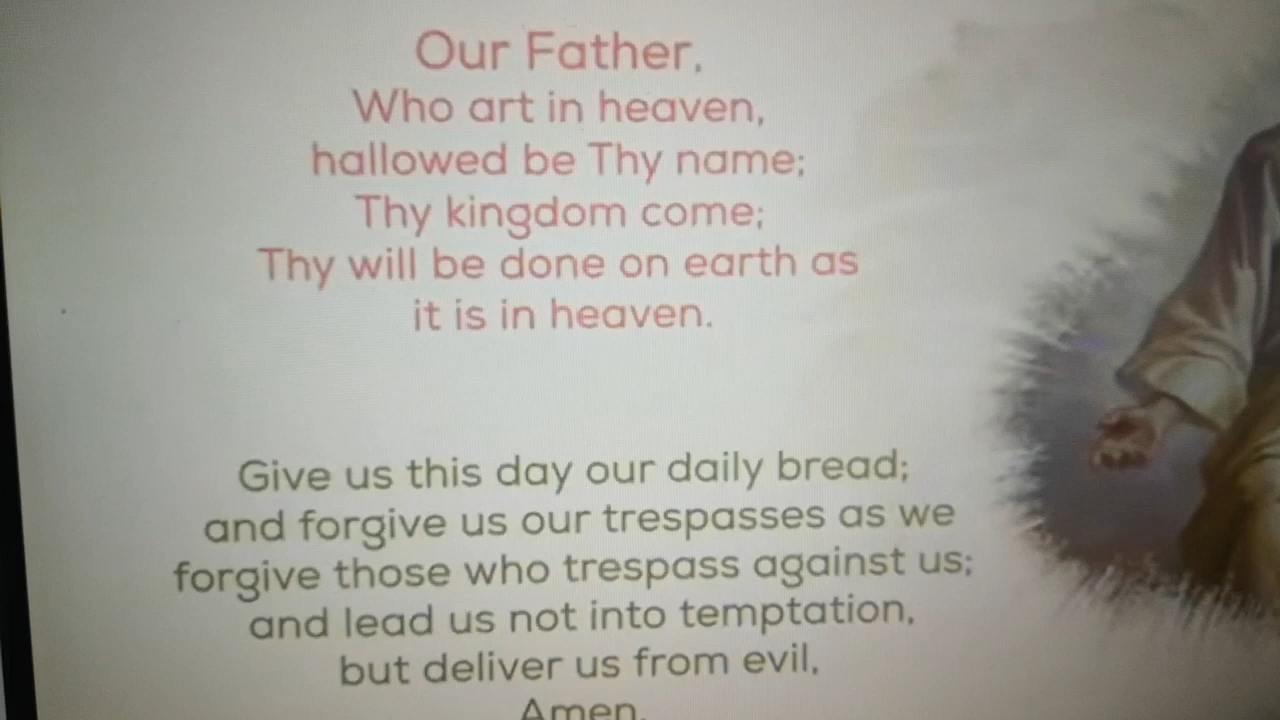 Our Father,
Who art in heaven,
hallowed be Thy name;
Thy kingdom come;
Thy will be done on earth as
it is in heaven.
Give us this day our daily bread;
and forgive us our trespasses as we
forgive those who trespass against us;
and lead us not into temptation,
but deliver us from evil,
Amen.